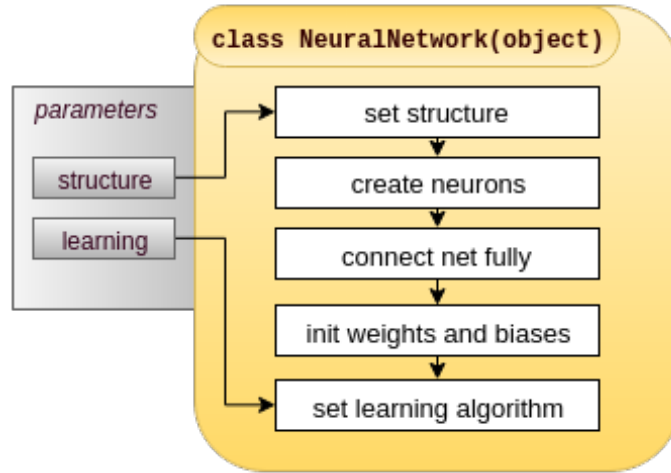 class NeuralNetwork(object)
parameters
structure
learning
set structure
create neurons
connect net fully
init weights and biases
set learning algorithm